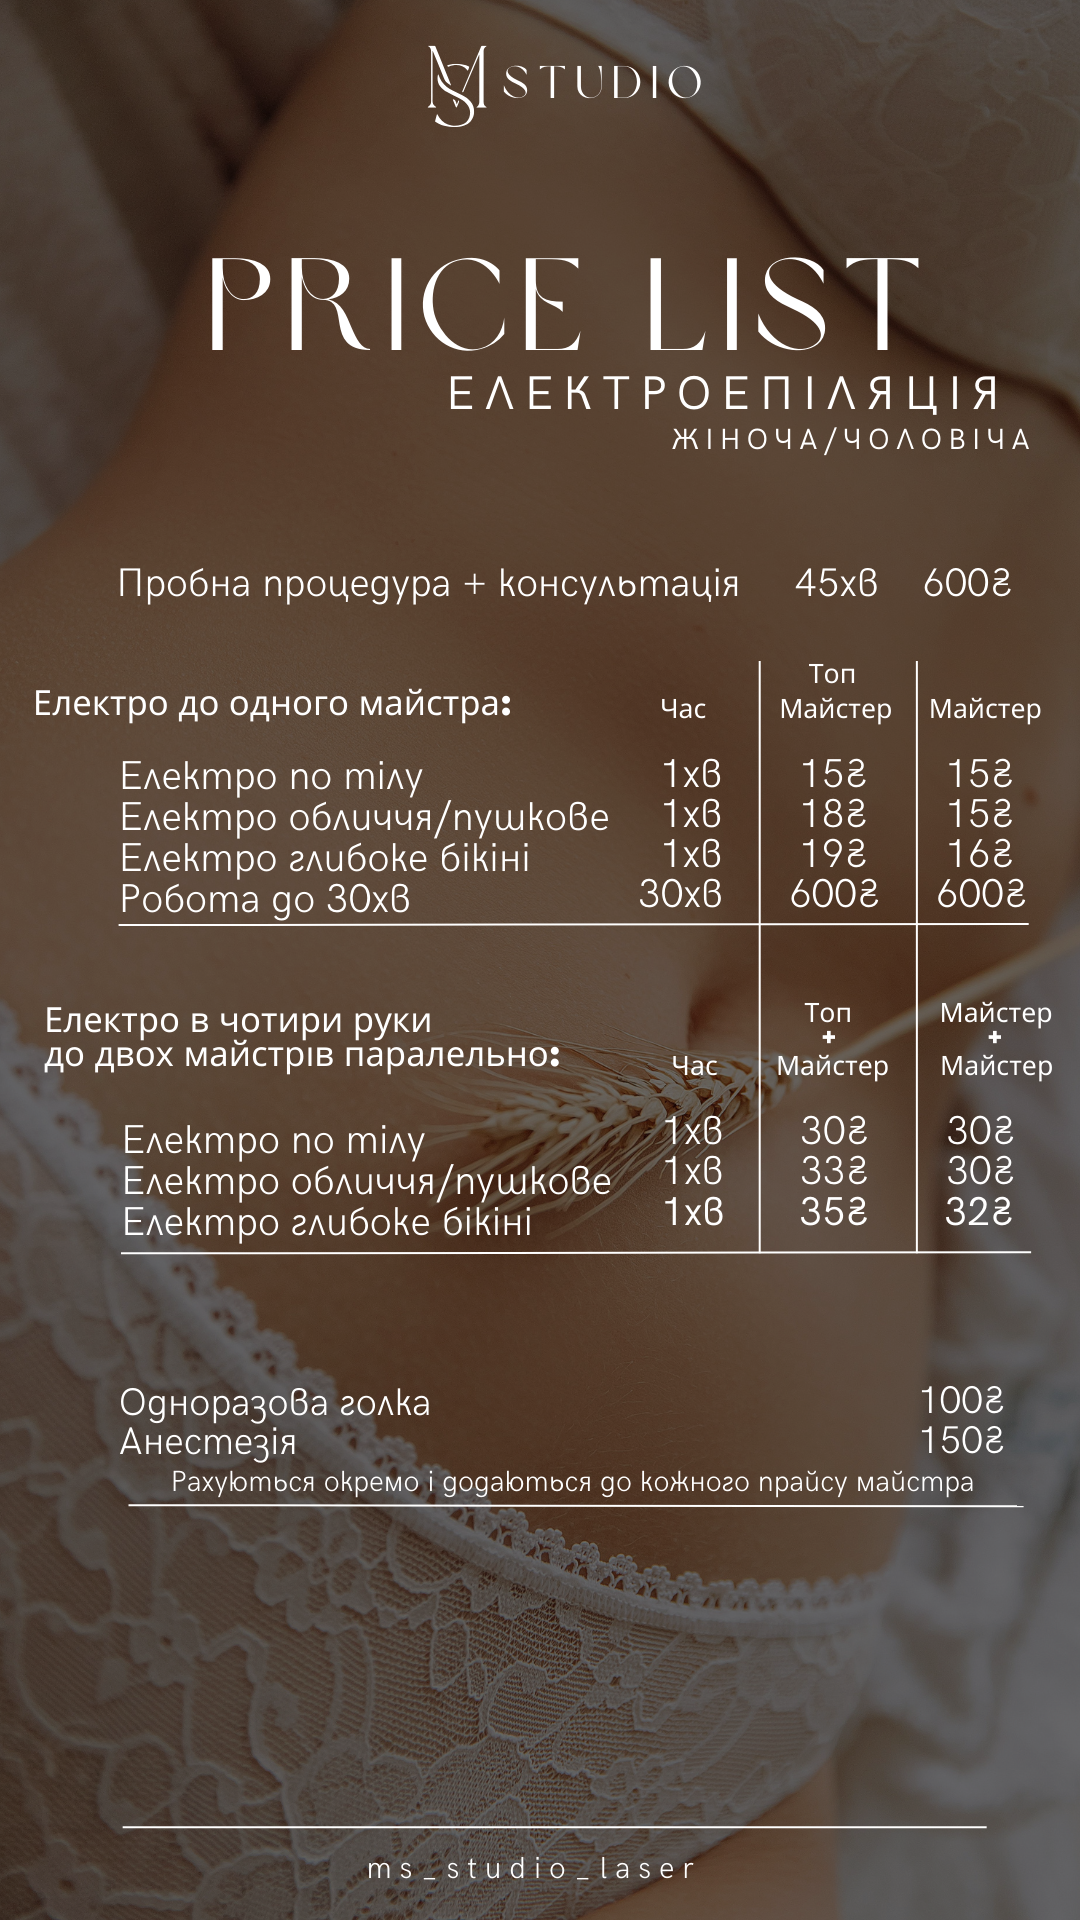 MS STUDIO
PRICE LIST
ЕЛЕКТРОЕПІЛЯЦІЯ
ЖІНОЧА/ЧОЛОВІЧА
Пробна процедура + консультація 45хв 600₴
Електро до одного майстра: Час Топ Майстер Майстер
Електро по тілу 1хв 15₴ 15₴
Електро обличчя/пушкове 1хв 18₴ 15₴
Електро глибоке бікіні 1хв 19₴ 16₴
Робота до 30хв 30хв 600₴ 600₴
Електро в чотири руки
до двох майстрів паралельно: Час Топ + Майстер Майстер + Майстер
Електро по тілу 1хв 30₴ 30₴
Електро обличчя/пушкове 1хв 33₴ 30₴
Електро глибоке бікіні 1хв 35₴ 32₴
Одноразова голка 100₴
Анестезія 150₴
Рахуються окремо і додаються до кожного прайсу майстра
ms_studio_laser